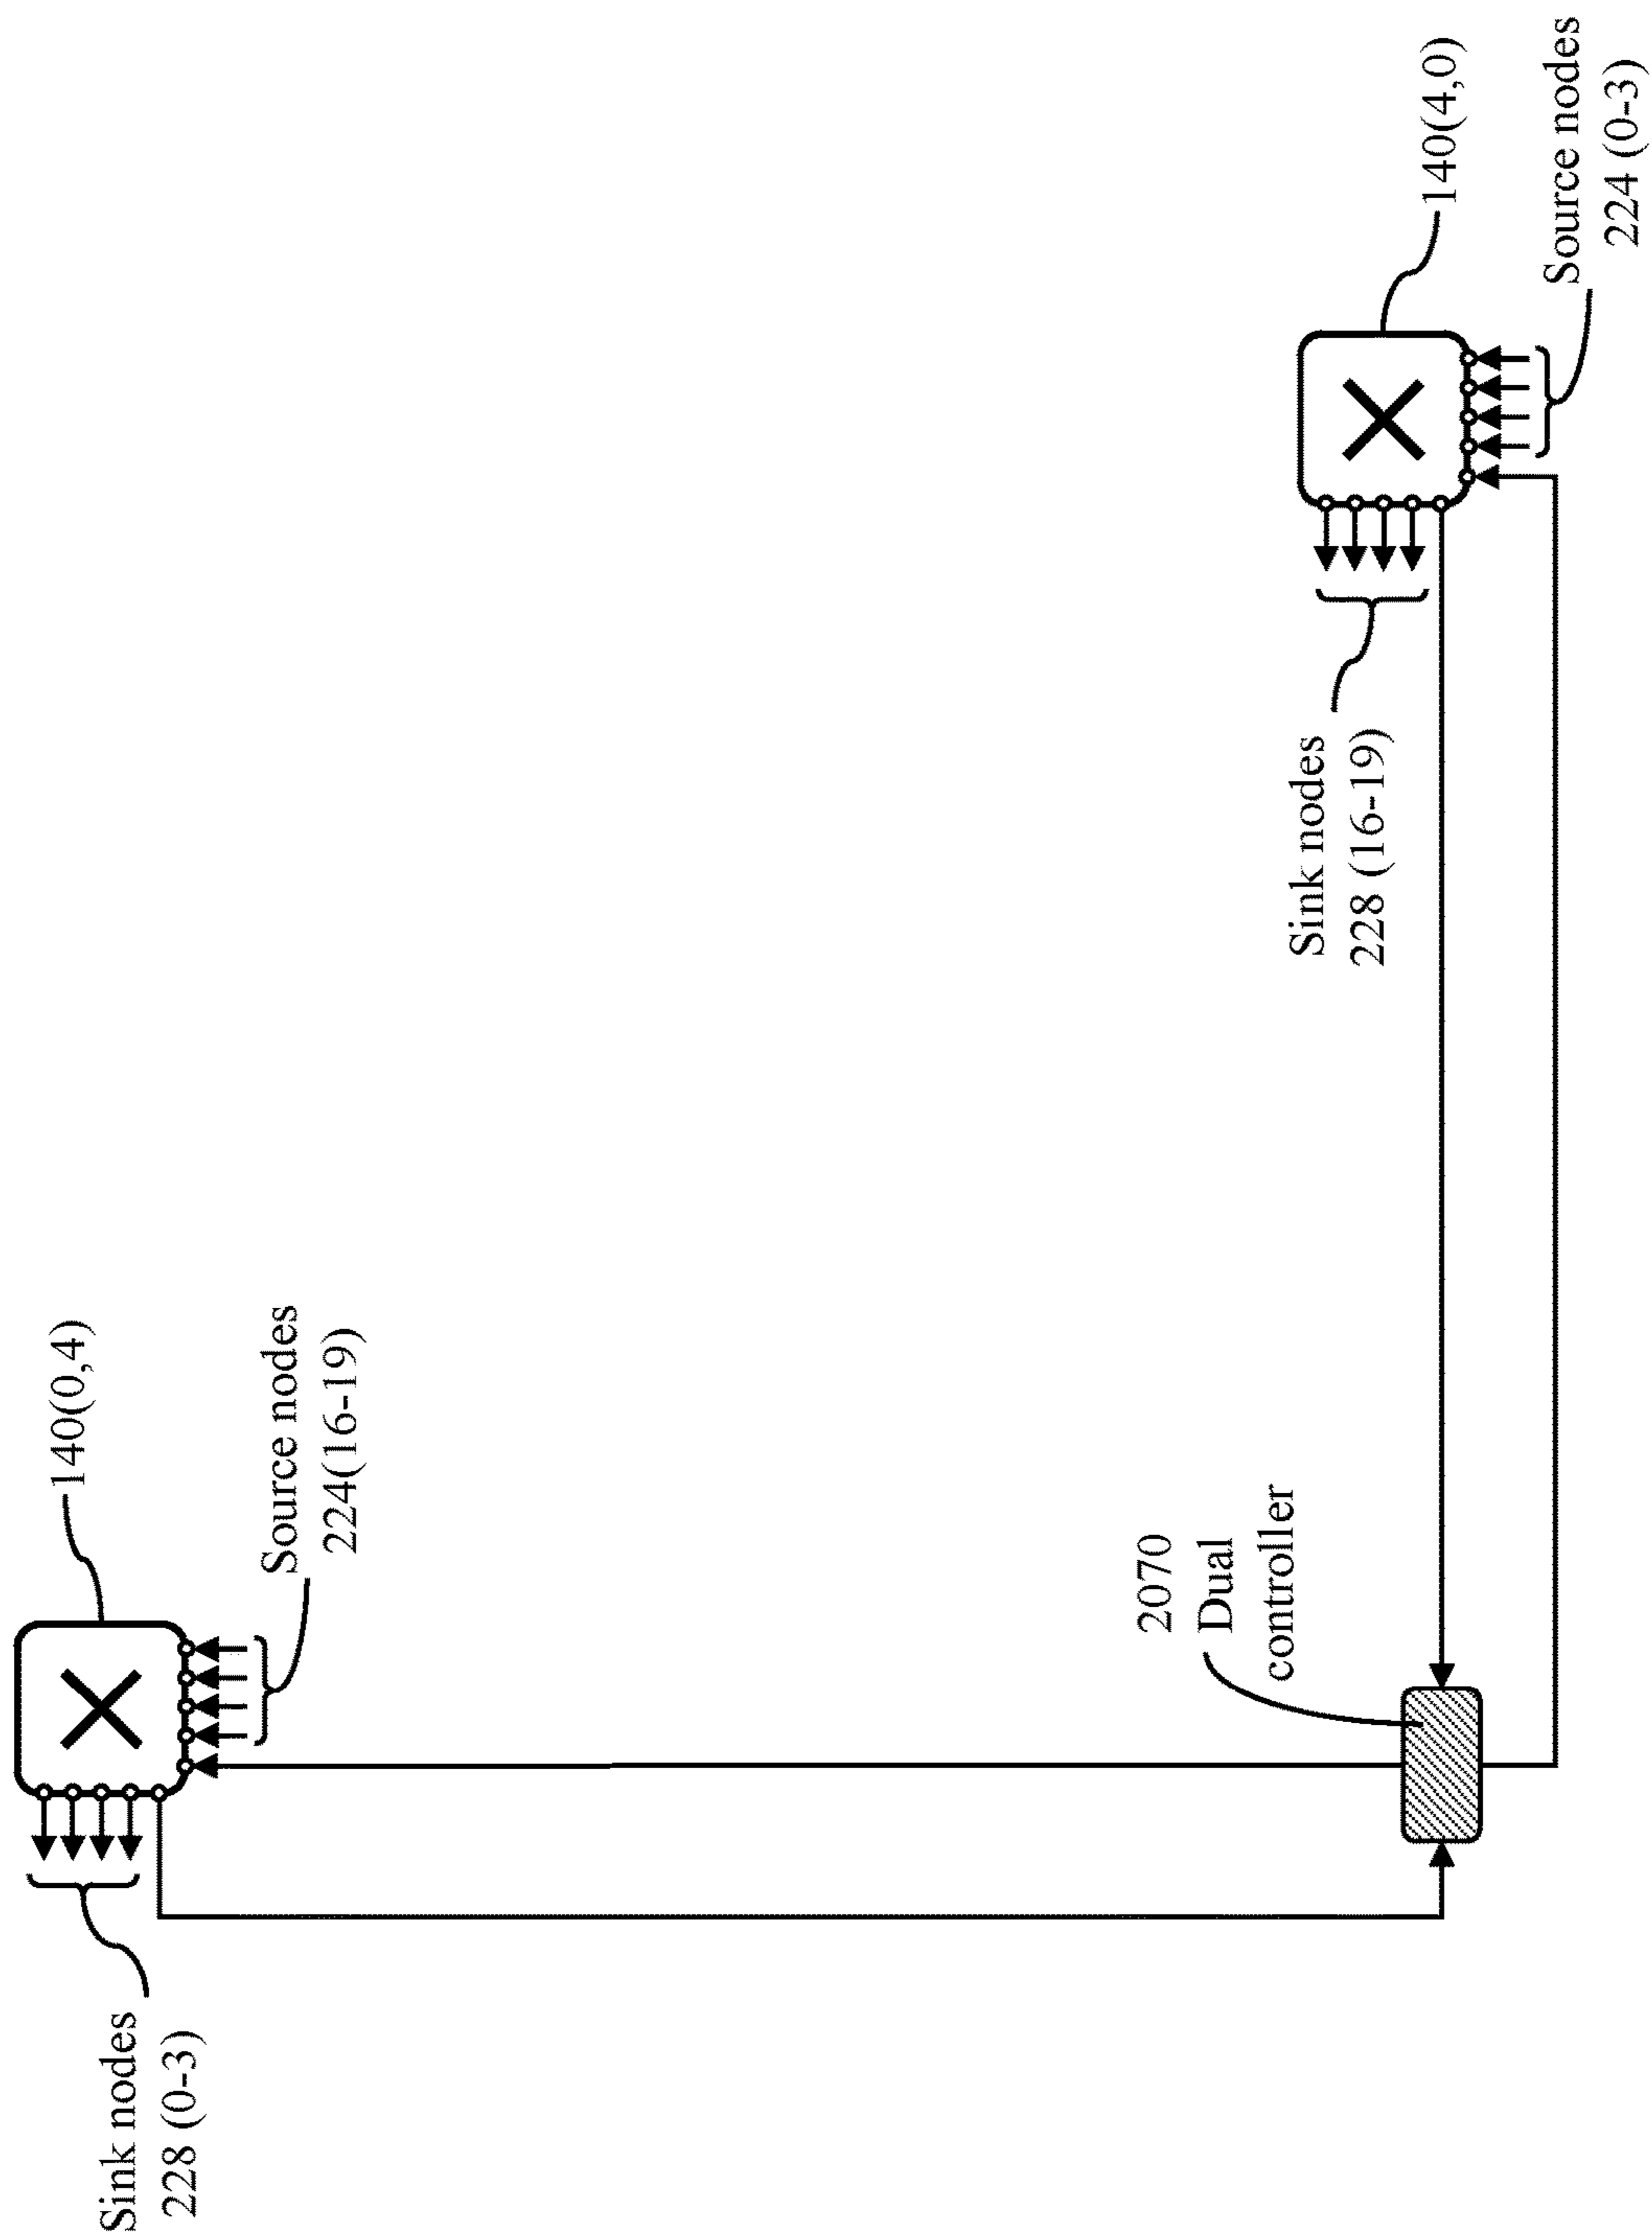 140(0,4)
Source nodes
224(16-19)
Sink nodes
228 (0-3)
2070
Dual
controller
140(4,0)
Source nodes
224 (0-3)
Sink nodes
228 (16-19)